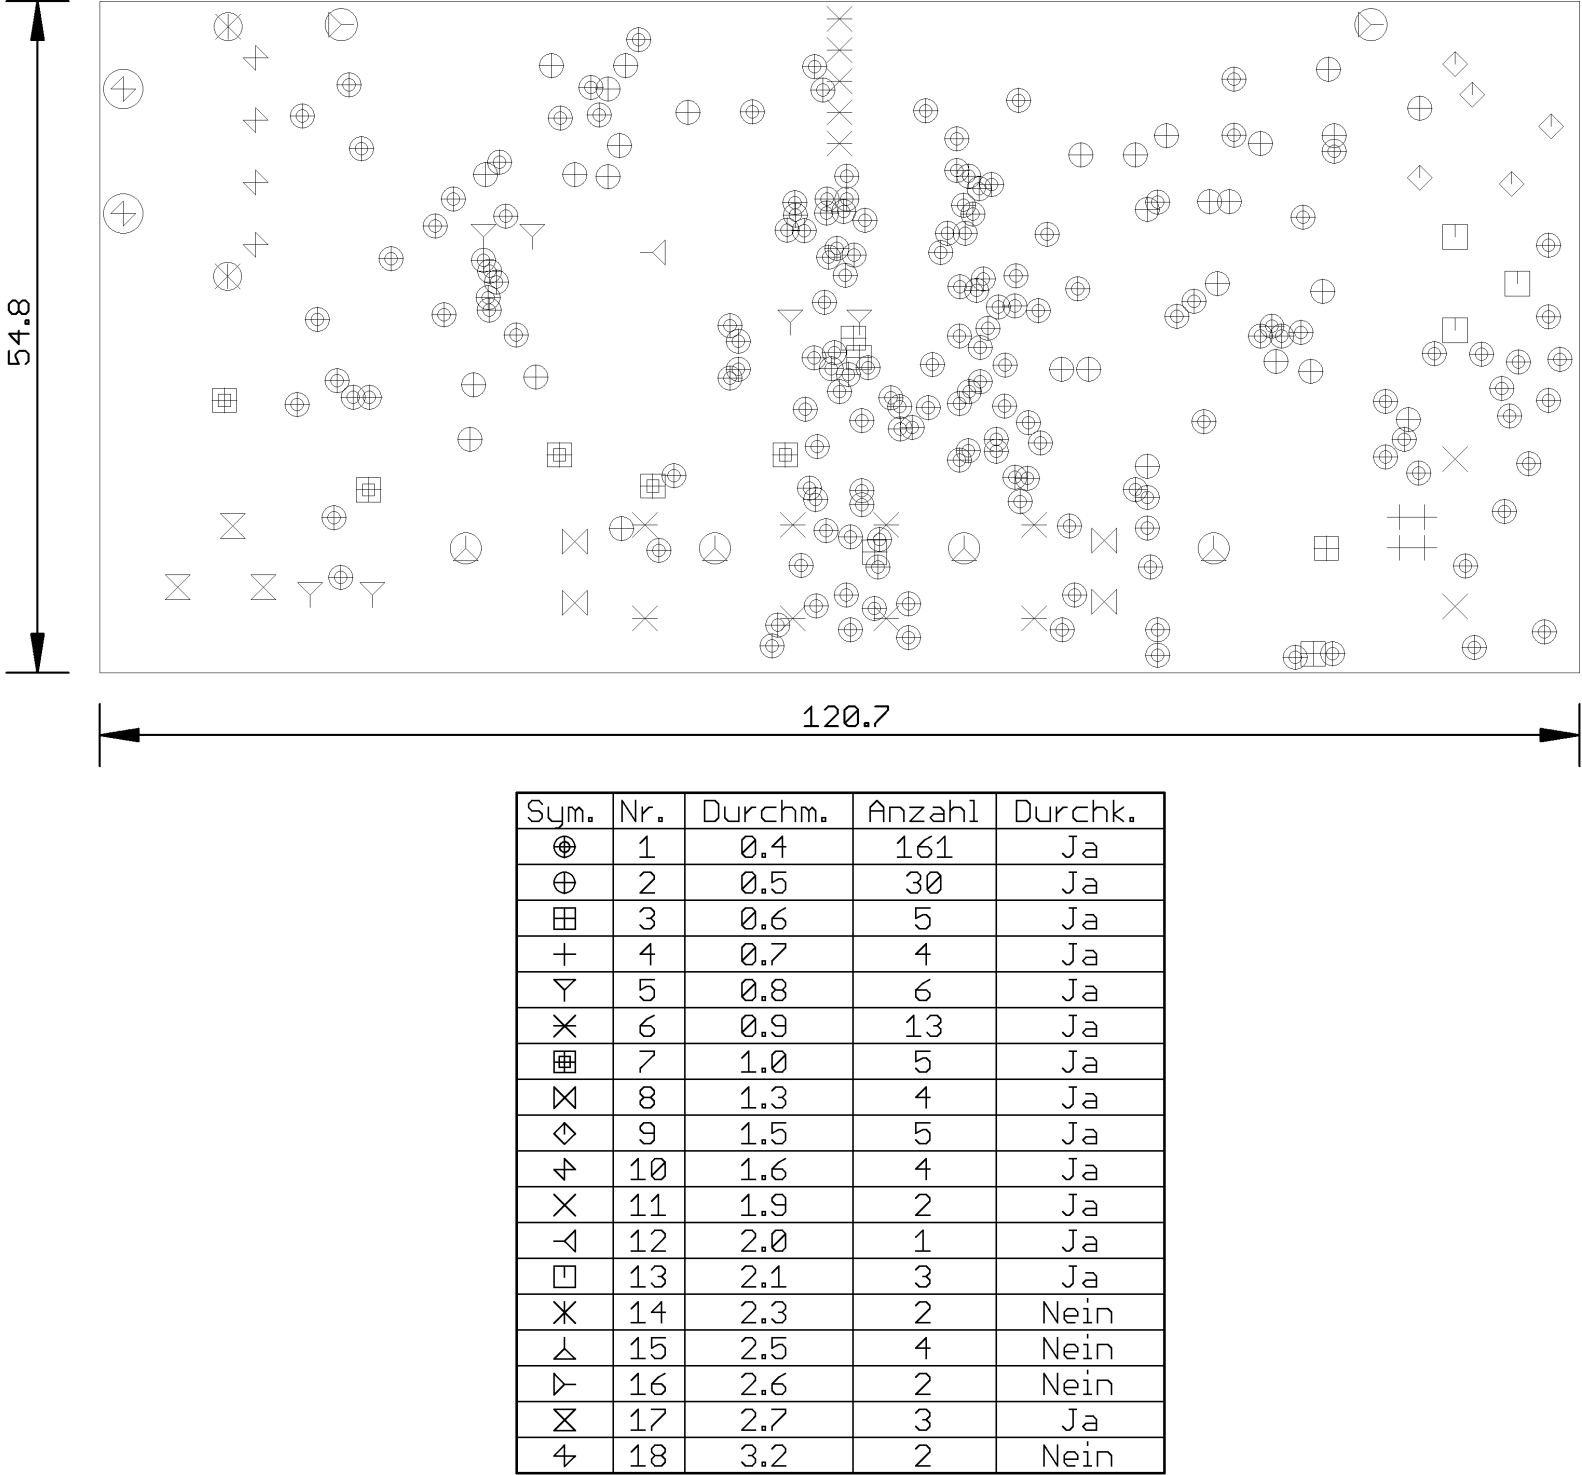 54.8
120.7
Sym. Nr. Durchm. Anzahl Durchk.
1 0.4 161 Ja
2 0.5 30 Ja
3 0.6 5 Ja
4 0.7 4 Ja
5 0.8 6 Ja
6 0.9 13 Ja
7 1.0 5 Ja
8 1.3 4 Ja
9 1.5 5 Ja
10 1.6 4 Ja
11 1.9 2 Ja
12 2.0 1 Ja
13 2.1 3 Ja
14 2.3 2 Nein
15 2.5 4 Nein
16 2.6 2 Nein
17 2.7 3 Ja
18 3.2 2 Nein